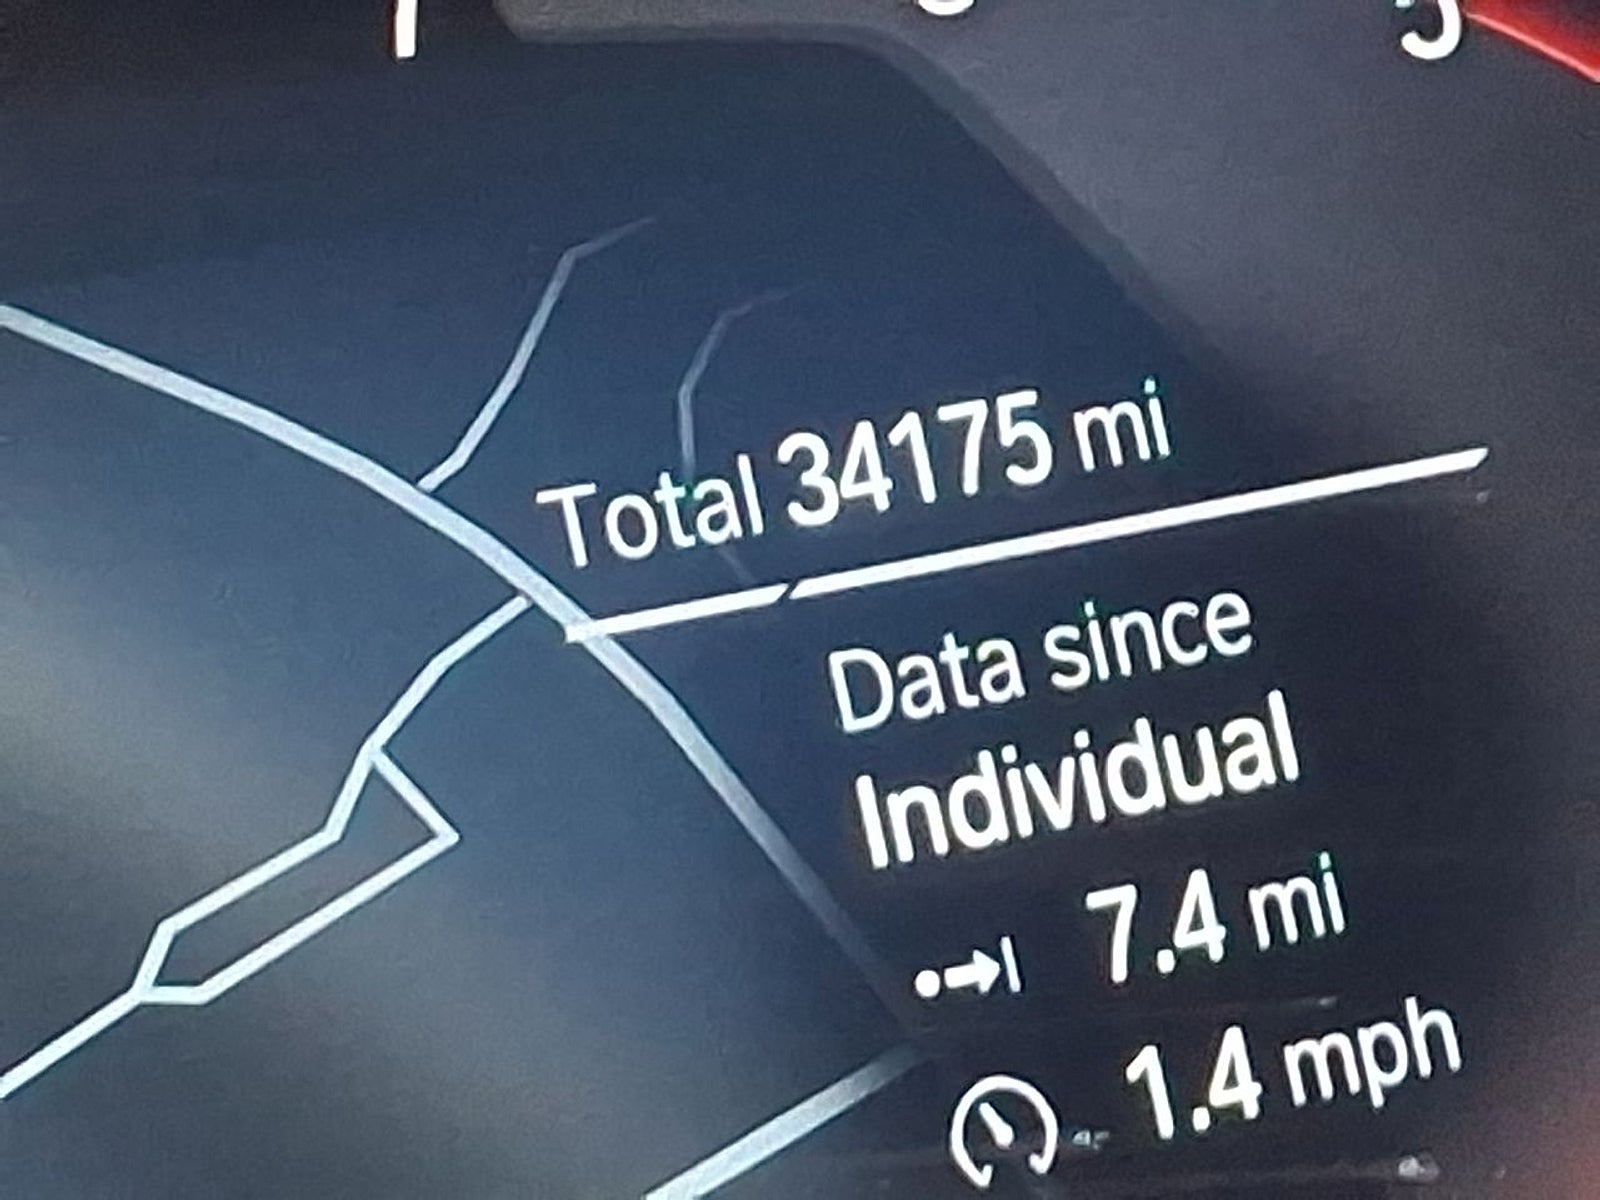 Total 34175 mi
Data since
Individual
7.4 mi
1.4 mph